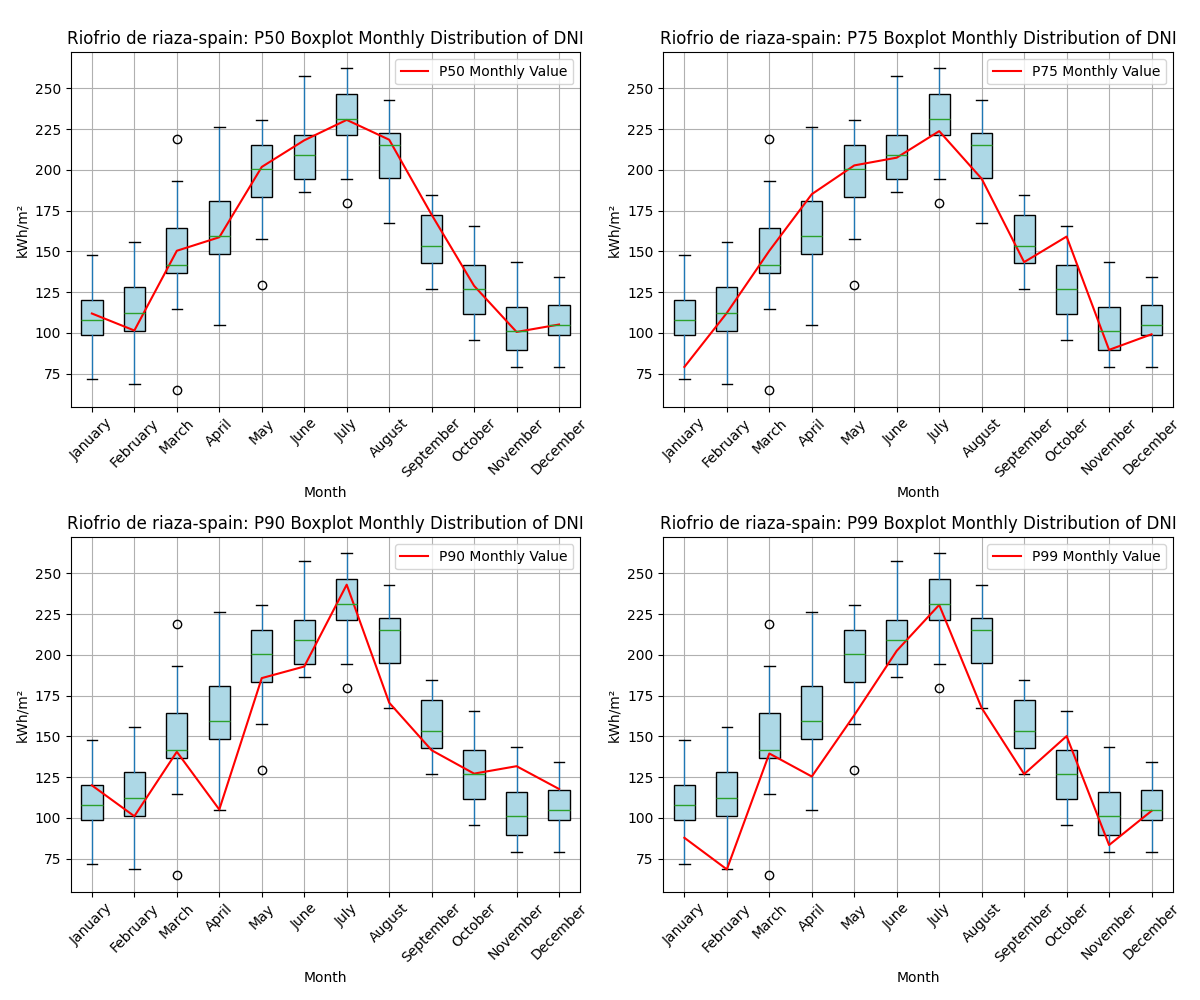 Riofrio de riaza-spain: P50 Boxplot Monthly Distribution of DNI
P50 Monthly Value
kWh/m²
250
225
200
175
150
125
100
75
January
February
March
April
May
June
July
August
September
October
November
December
Month
Riofrio de riaza-spain: P75 Boxplot Monthly Distribution of DNI
P75 Monthly Value
kWh/m²
250
225
200
175
150
125
100
75
January
February
March
April
May
June
July
August
September
October
November
December
Month
Riofrio de riaza-spain: P90 Boxplot Monthly Distribution of DNI
P90 Monthly Value
kWh/m²
250
225
200
175
150
125
100
75
January
February
March
April
May
June
July
August
September
October
November
December
Month
Riofrio de riaza-spain: P99 Boxplot Monthly Distribution of DNI
P99 Monthly Value
kWh/m²
250
225
200
175
150
125
100
75
January
February
March
April
May
June
July
August
September
October
November
December
Month